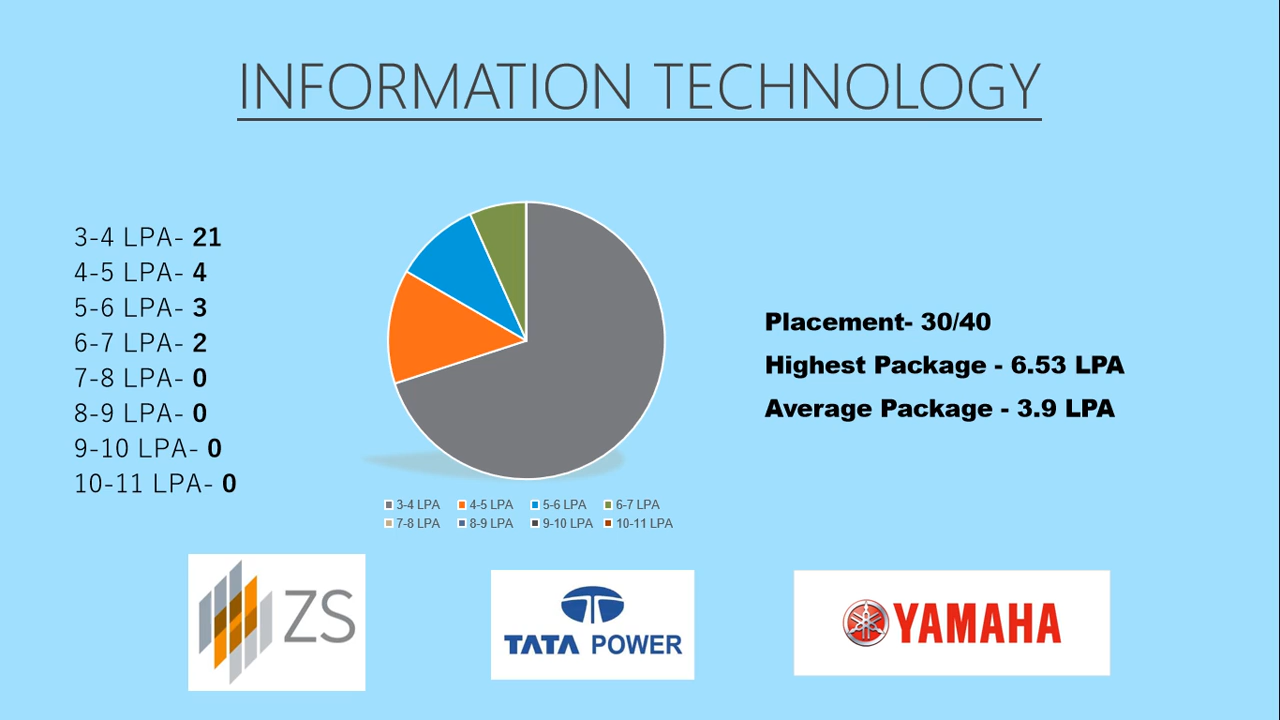 INFORMATION TECHNOLOGY
3-4 LPA- 21
4-5 LPA- 4
5-6 LPA- 3
6-7 LPA- 2
7-8 LPA- 0
8-9 LPA- 0
9-10 LPA- 0
10-11 LPA- 0
3-4 LPA 4-5 LPA 5-6 LPA 6-7 LPA
7-8 LPA 8-9 LPA 9-10 LPA 10-11 LPA
Placement- 30/40
Highest Package - 6.53 LPA
Average Package - 3.9 LPA
ZS
TATA POWER
YAMAHA